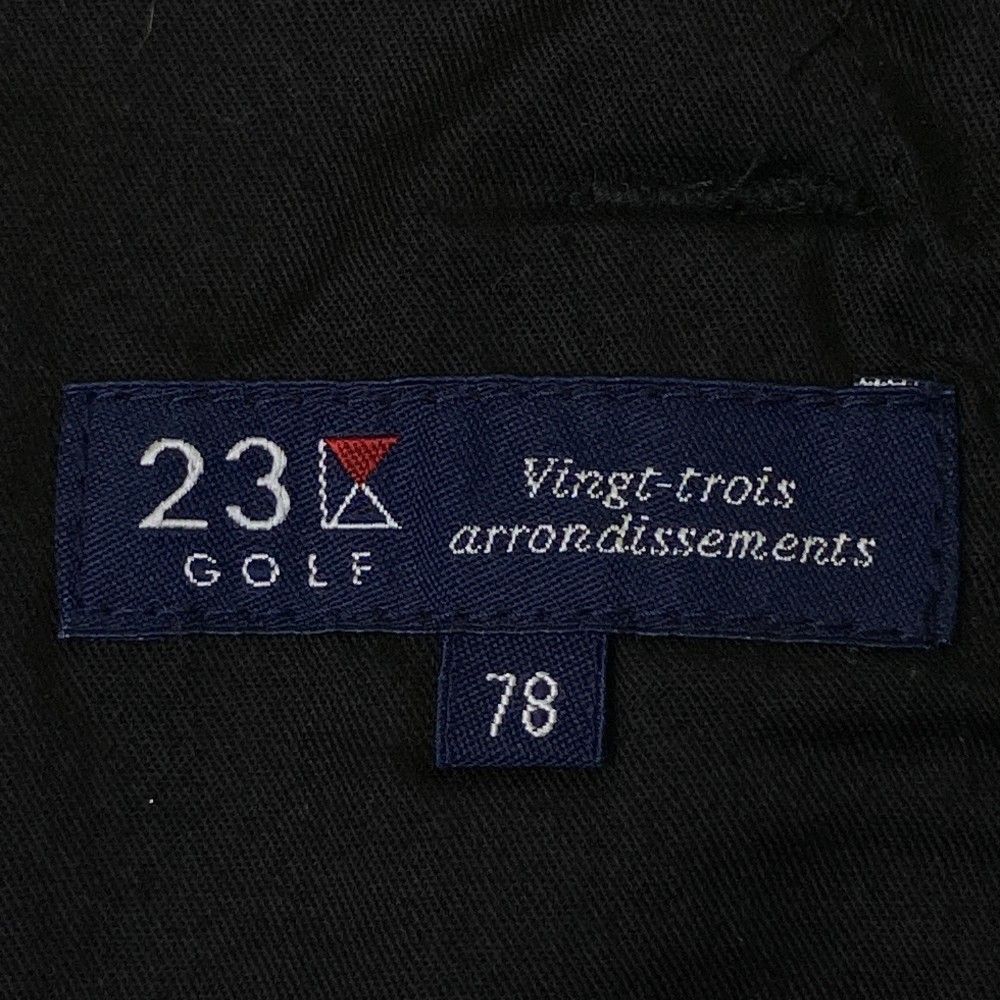 23
GOLF
Vingt-trois
arrondissements
78